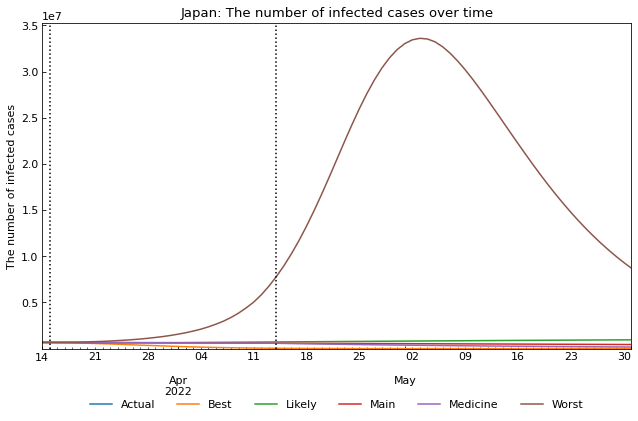 Japan: The number of infected cases over time
1e7
3.5
3.0
2.5
2.0
1.5
1.0
0.5
The number of infected cases
14 21 28 04 11 18 25 02 09 16 23 30
Apr May
2022
Actual Best Likely Main Medicine Worst